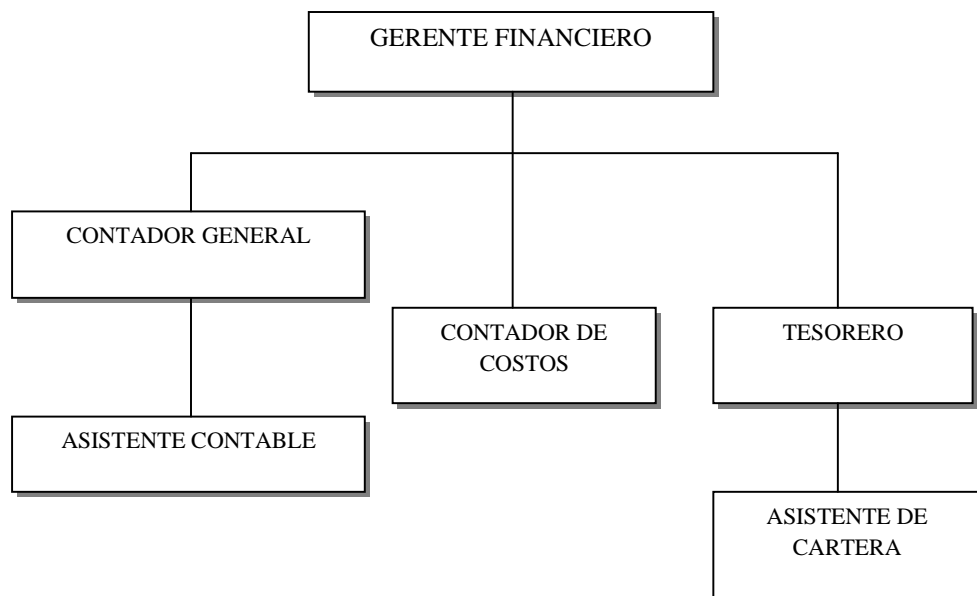 GERENTE FINANCIERO
CONTADOR GENERAL
CONTADOR DE
COSTOS
TESORERO
ASISTENTE CONTABLE
ASISTENTE DE
CARTERA